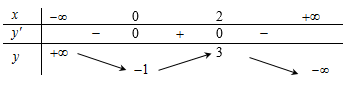 x −∞ 0 2 +∞
y' − 0 + 0 −
y +∞ −1 3 −∞